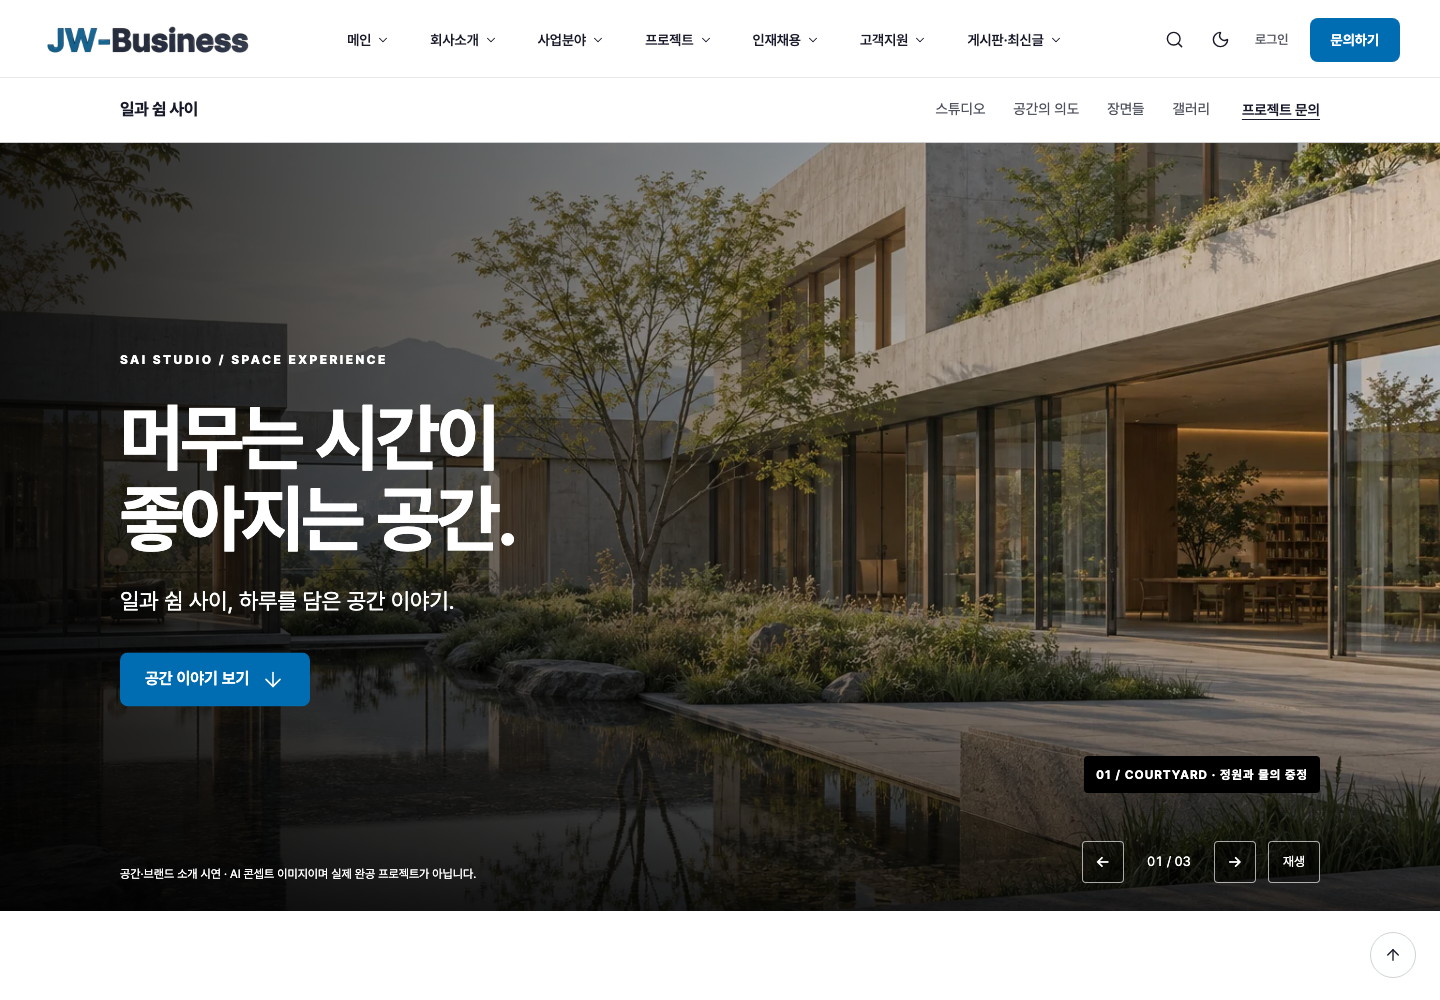 JW-Business
메인
회사소개
사업분야
프로젝트
인재채용
고객지원
게시판·최신글
로그인
문의하기
일과 쉼 사이
스튜디오
공간의 의도
장면들
갤러리
프로젝트 문의
SAI STUDIO / SPACE EXPERIENCE
머무는 시간이
좋아지는 공간.
일과 쉼 사이, 하루를 담은 공간 이야기.
공간 이야기 보기
01 / COURTYARD · 정원과 물의 중정
공간·브랜드 소개 시연 · AI 콘셉트 이미지이며 실제 완공 프로젝트가 아닙니다.
01 / 03
재생